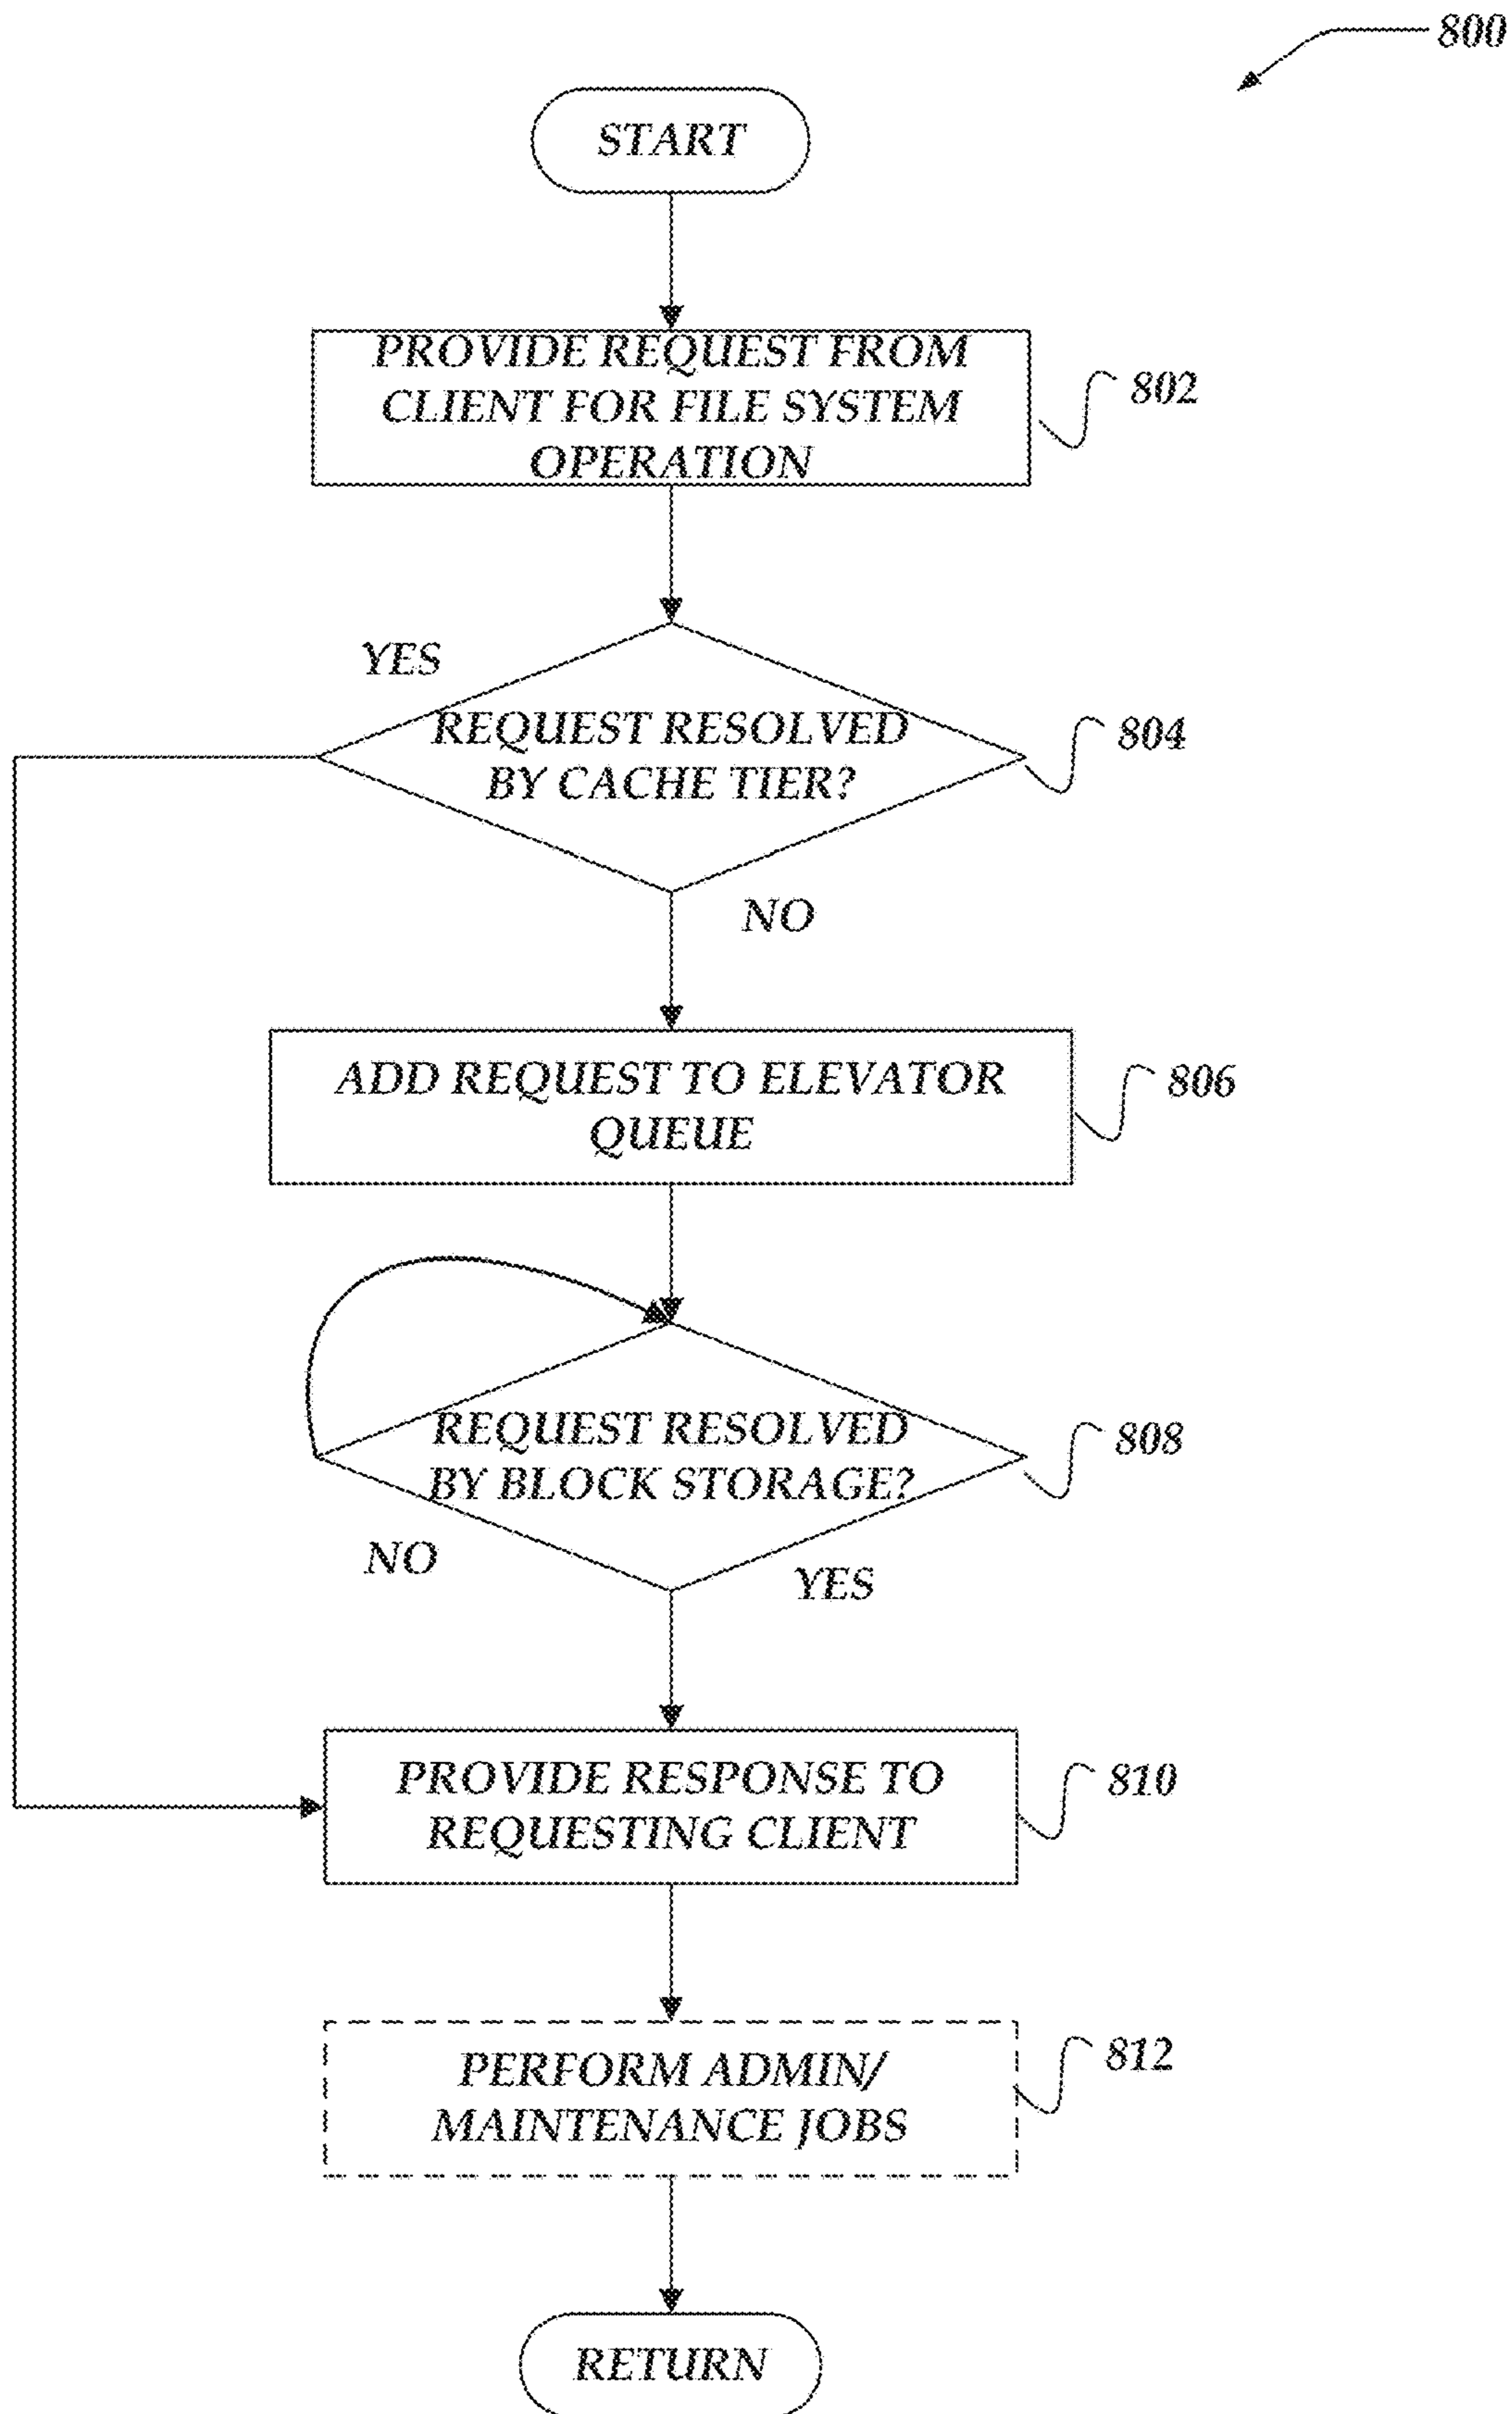 800
START
PROVIDE REQUEST FROM
CLIENT FOR FILE SYSTEM
OPERATION
802
YES
REQUEST RESOLVED
BY CACHE TIER?
804
NO
ADD REQUEST TO ELEVATOR
QUEUE
806
REQUEST RESOLVED
BY BLOCK STORAGE?
808
NO
YES
PROVIDE RESPONSE TO
REQUESTING CLIENT
810
PERFORM ADMIN/
MAINTENANCE JOBS
812
RETURN